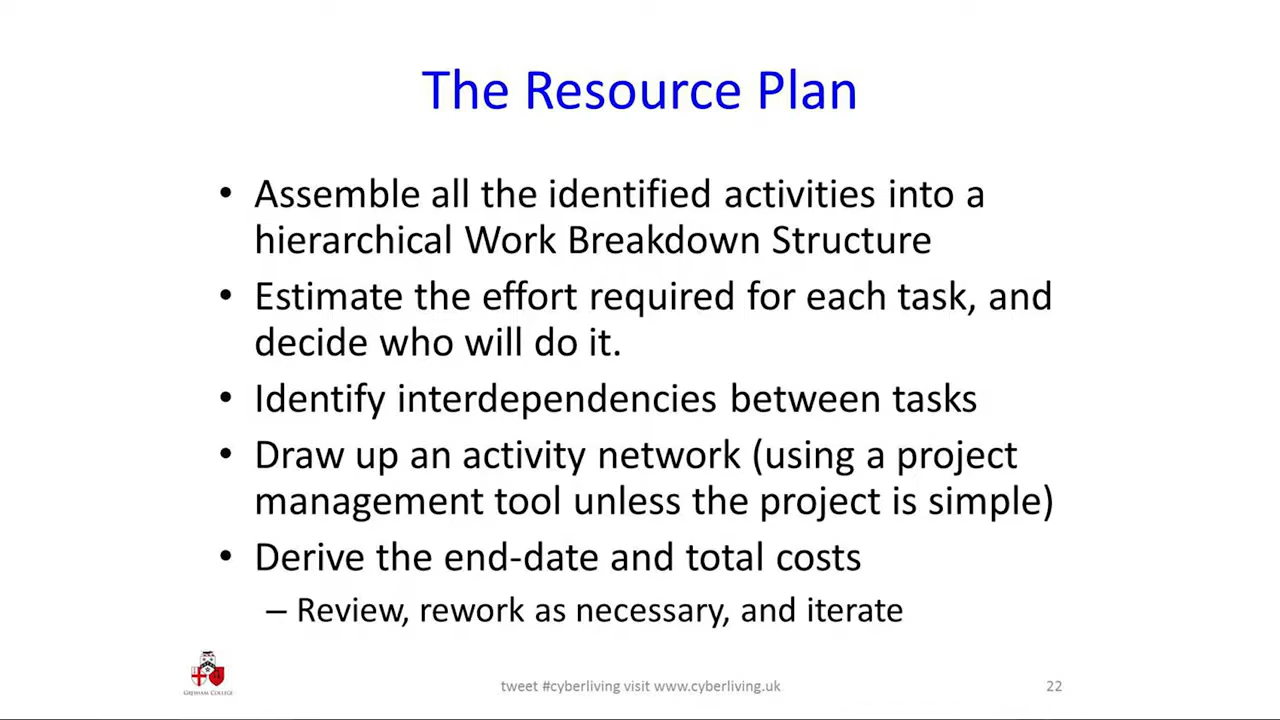 The Resource Plan
• Assemble all the identified activities into a
hierarchical Work Breakdown Structure
• Estimate the effort required for each task, and
decide who will do it.
• Identify interdependencies between tasks
• Draw up an activity network (using a project
management tool unless the project is simple)
• Derive the end-date and total costs
– Review, rework as necessary, and iterate
GRESHAM COLLEGE
tweet #cyberliving visit www.cyberliving.uk
22